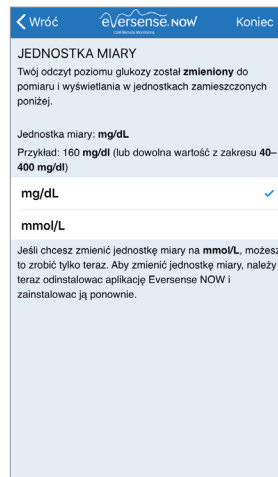 Wróć
eversense NOW
Koniec
JEDNOSTKA MIARY
Twój odczyt poziomu glukozy został zmieniony do
pomiaru i wyświetlania w jednostkach zamieszczonych
poniżej.
Jednostka miary: mg/dL
Przykład: 160 mg/dl (lub dowolna wartość z zakresu 40–
400 mg/dl)
mg/dL
mmol/L
Jeśli chcesz zmienić jednostkę miary na mmol/L, możesz
to zrobić tylko teraz. Aby zmienić jednostkę miary, należy
teraz odinstalowac aplikację Eversense NOW i
zainstalowac ją ponownie.